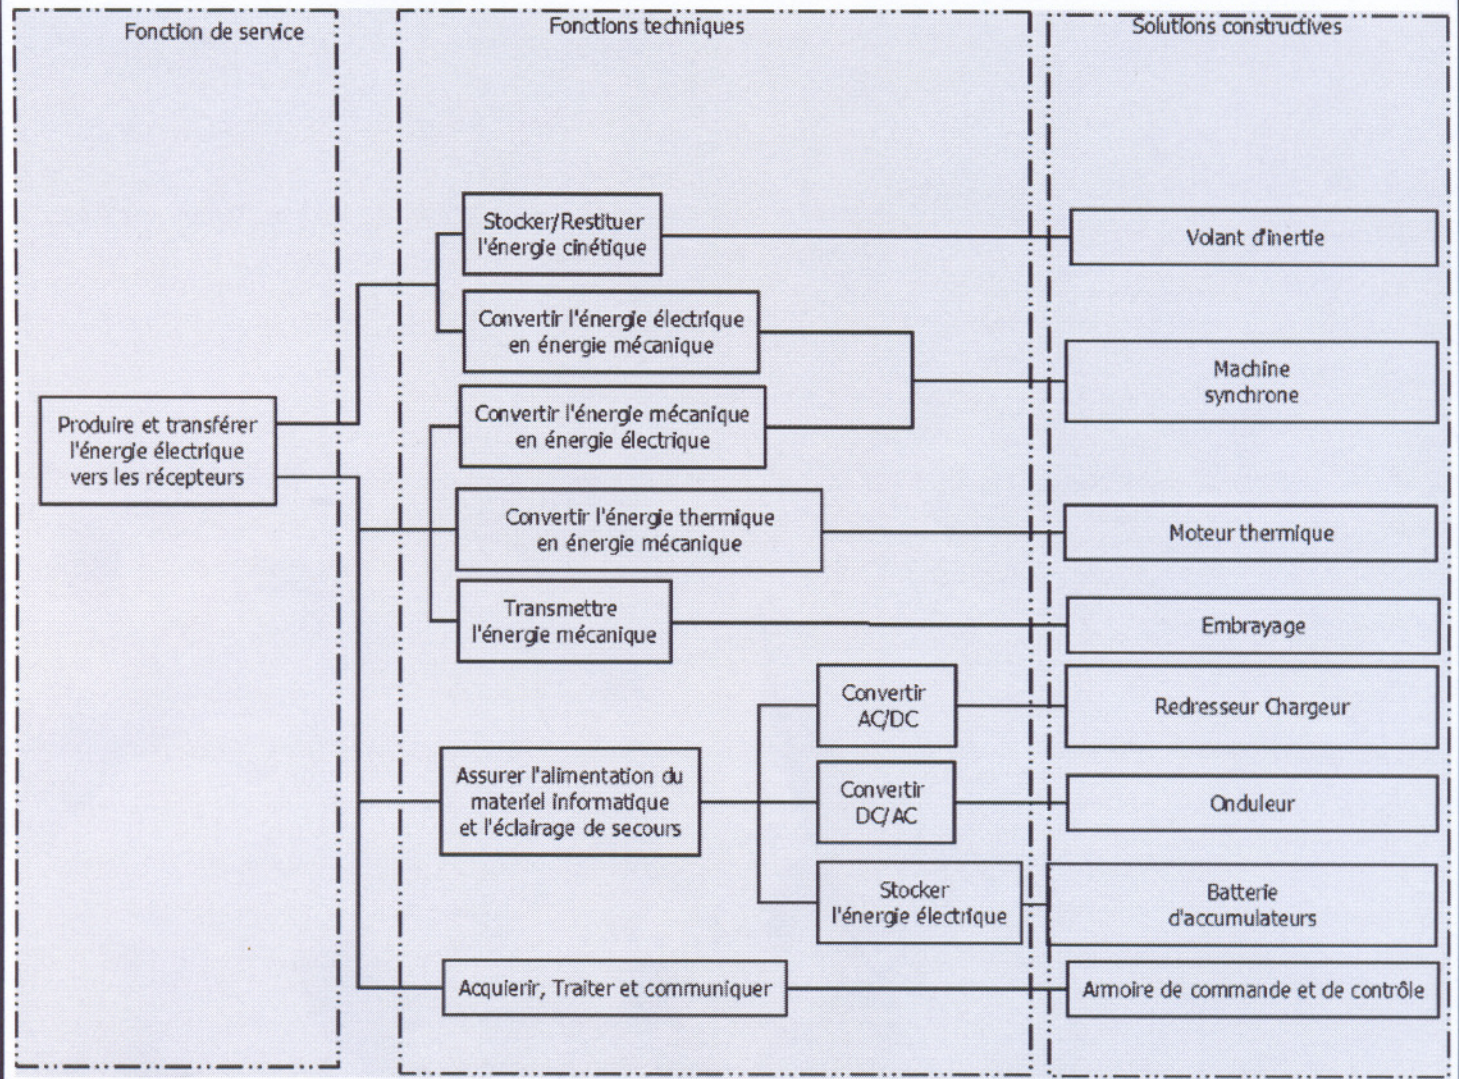 Fonction de service
Fonctions techniques
Solutions constructives
Stocker/Restituer
l'énergie cinétique
Volant d'inertie
Convertir l'énergie électrique
en énergie mécanique
Machine
synchrone
Convertir l'énergie mécanique
en énergie électrique
Produire et transférer
l'énergie électrique
vers les récepteurs
Convertir l'énergie thermique
en énergie mécanique
Moteur thermique
Transmettre
l'énergie mécanique
Embrayage
Convertir
AC/DC
Redresseur Chargeur
Assurer l'alimentation du
materiel informatique
et l'éclairage de secours
Convertir
DC/AC
Onduleur
Stocker
l'énergie électrique
Batterie
d'accumulateurs
Acquierir, Traiter et communiquer
Armoire de commande et de contrôle